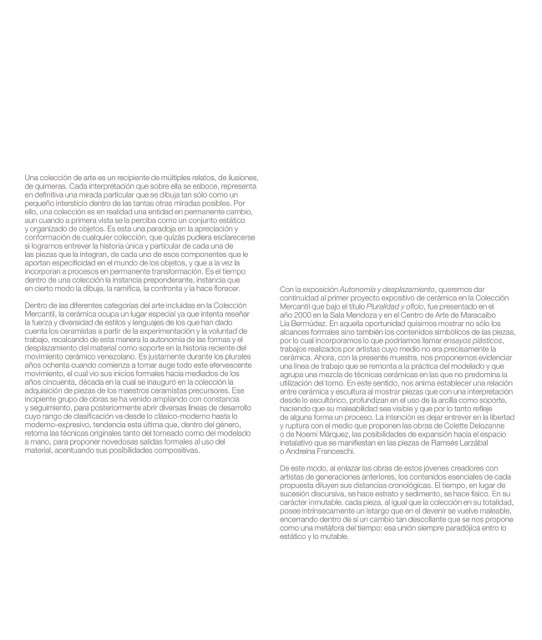 Una colección de arte es un recipiente de múltiples relatos, de ilusiones,
de quimeras. Cada interpretación que sobre ella se esboce, representa
en definitiva una mirada particular que se dibuja tan sólo como un
pequeño intersticio dentro de las tantas otras miradas posibles. Por
ello, una colección es en realidad una entidad en permanente cambio,
aun cuando a primera vista se la perciba como un conjunto estático
y organizado de objetos. Es esta una paradoja en la apreciación y
conformación de cualquier colección, que quizás pudiera esclarecerse
si logramos entrever la historia única y particular de cada una de
las piezas que la integran, de cada uno de esos componentes que le
aportan especificidad en el mundo de los objetos, y que a la vez la
incorporan a procesos en permanente transformación. Es el tiempo
dentro de una colección la instancia preponderante, instancia que
en cierto modo la dibuja, la ramifica, la confronta y la hace florecer.
Dentro de las diferentes categorías del arte incluidas en la Colección
Mercantil, la cerámica ocupa un lugar especial ya que intenta reseñar
la fuerza y diversidad de estilos y lenguajes de los que han dado
cuenta los ceramistas a partir de la experimentación y la voluntad de
trabajo, recalcando de esta manera la autonomía de las formas y el
desplazamiento del material como soporte en la historia reciente del
movimiento cerámico venezolano. Es justamente durante los plurales
años ochenta cuando comienza a tomar auge todo este efervescente
movimiento, el cual vio sus inicios formales hacia mediados de los
años cincuenta, década en la cual se inauguró en la colección la
adquisición de piezas de los maestros ceramistas precursores. Ese
incipiente grupo de obras se ha venido ampliando con constancia
y seguimiento, para posteriormente abrir diversas líneas de desarrollo
cuyo rango de clasificación va desde lo clásico-moderno hasta lo
moderno-expresivo, tendencia esta última que, dentro del género,
retoma las técnicas originales tanto del torneado como del modelado
a mano, para proponer novedosas salidas formales al uso del
material, acentuando sus posibilidades compositivas.
Con la exposición Autonomía y desplazamiento, queremos dar
continuidad al primer proyecto expositivo de cerámica en la Colección
Mercantil que bajo el título Pluralidad y oficio, fue presentado en el
año 2000 en la Sala Mendoza y en el Centro de Arte de Maracaibo
Lía Bermúdez. En aquella oportunidad quisimos mostrar no sólo los
alcances formales sino también los contenidos simbólicos de las piezas,
por lo cual incorporamos lo que podríamos llamar ensayos plásticos,
trabajos realizados por artistas cuyo medio no era precisamente la
cerámica. Ahora, con la presente muestra, nos proponemos evidenciar
una línea de trabajo que se remonta a la práctica del modelado y que
agrupa una mezcla de técnicas cerámicas en las que no predomina la
utilización del torno. En este sentido, nos anima establecer una relación
entre cerámica y escultura al mostrar piezas que con una interpretación
desde lo escultórico, profundizan en el uso de la arcilla como soporte,
haciendo que su maleabilidad sea visible y que por lo tanto refleje
de alguna forma un proceso. La intención es dejar entrever en la libertad
y ruptura con el medio que proponen las obras de Colette Delozanne
o de Noemí Márquez, las posibilidades de expansión hacia el espacio
instalativo que se manifiestan en las piezas de Ramsés Larzábal
o Andreína Franceschi.
De este modo, al enlazar las obras de estos jóvenes creadores con
artistas de generaciones anteriores, los contenidos esenciales de cada
propuesta diluyen sus distancias cronológicas. El tiempo, en lugar de
sucesión discursiva, se hace estrato y sedimento, se hace físico. En su
carácter inmutable, cada pieza, al igual que la colección en su totalidad,
posee intrínsecamente un letargo que en el devenir se vuelve maleable,
encerrando dentro de sí un cambio tan descollante que se nos propone
como una metáfora del tiempo: esa unión siempre paradójica entre lo
estático y lo mutable.